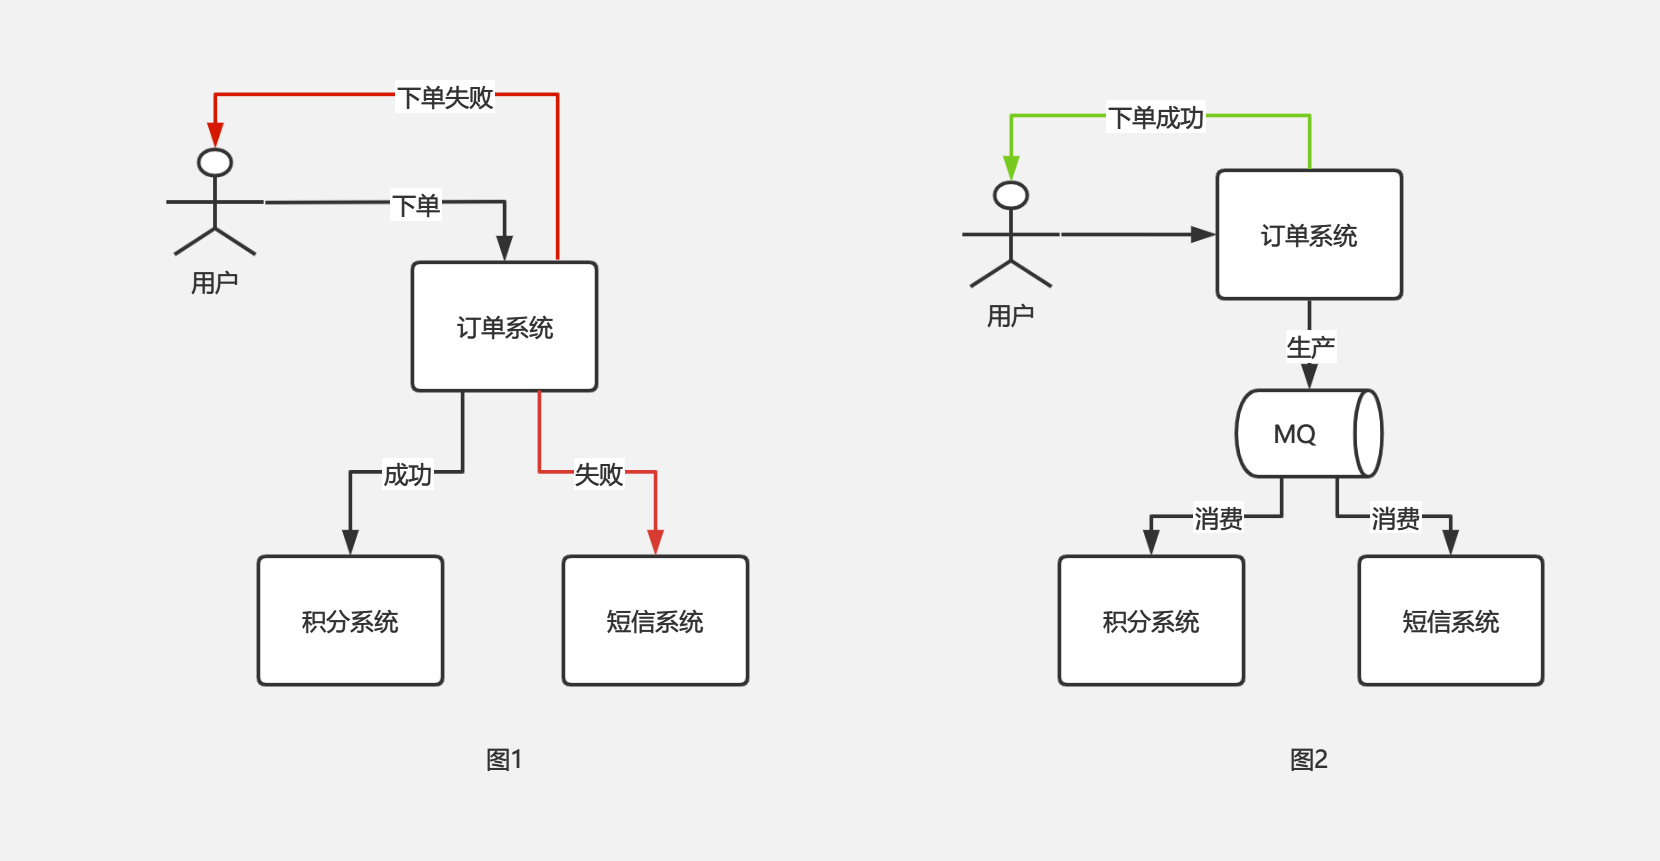 下单失败
下单
用户
订单系统
成功
失败
积分系统
短信系统
图1
下单成功
用户
订单系统
生产
MQ
消费
消费
积分系统
短信系统
图2